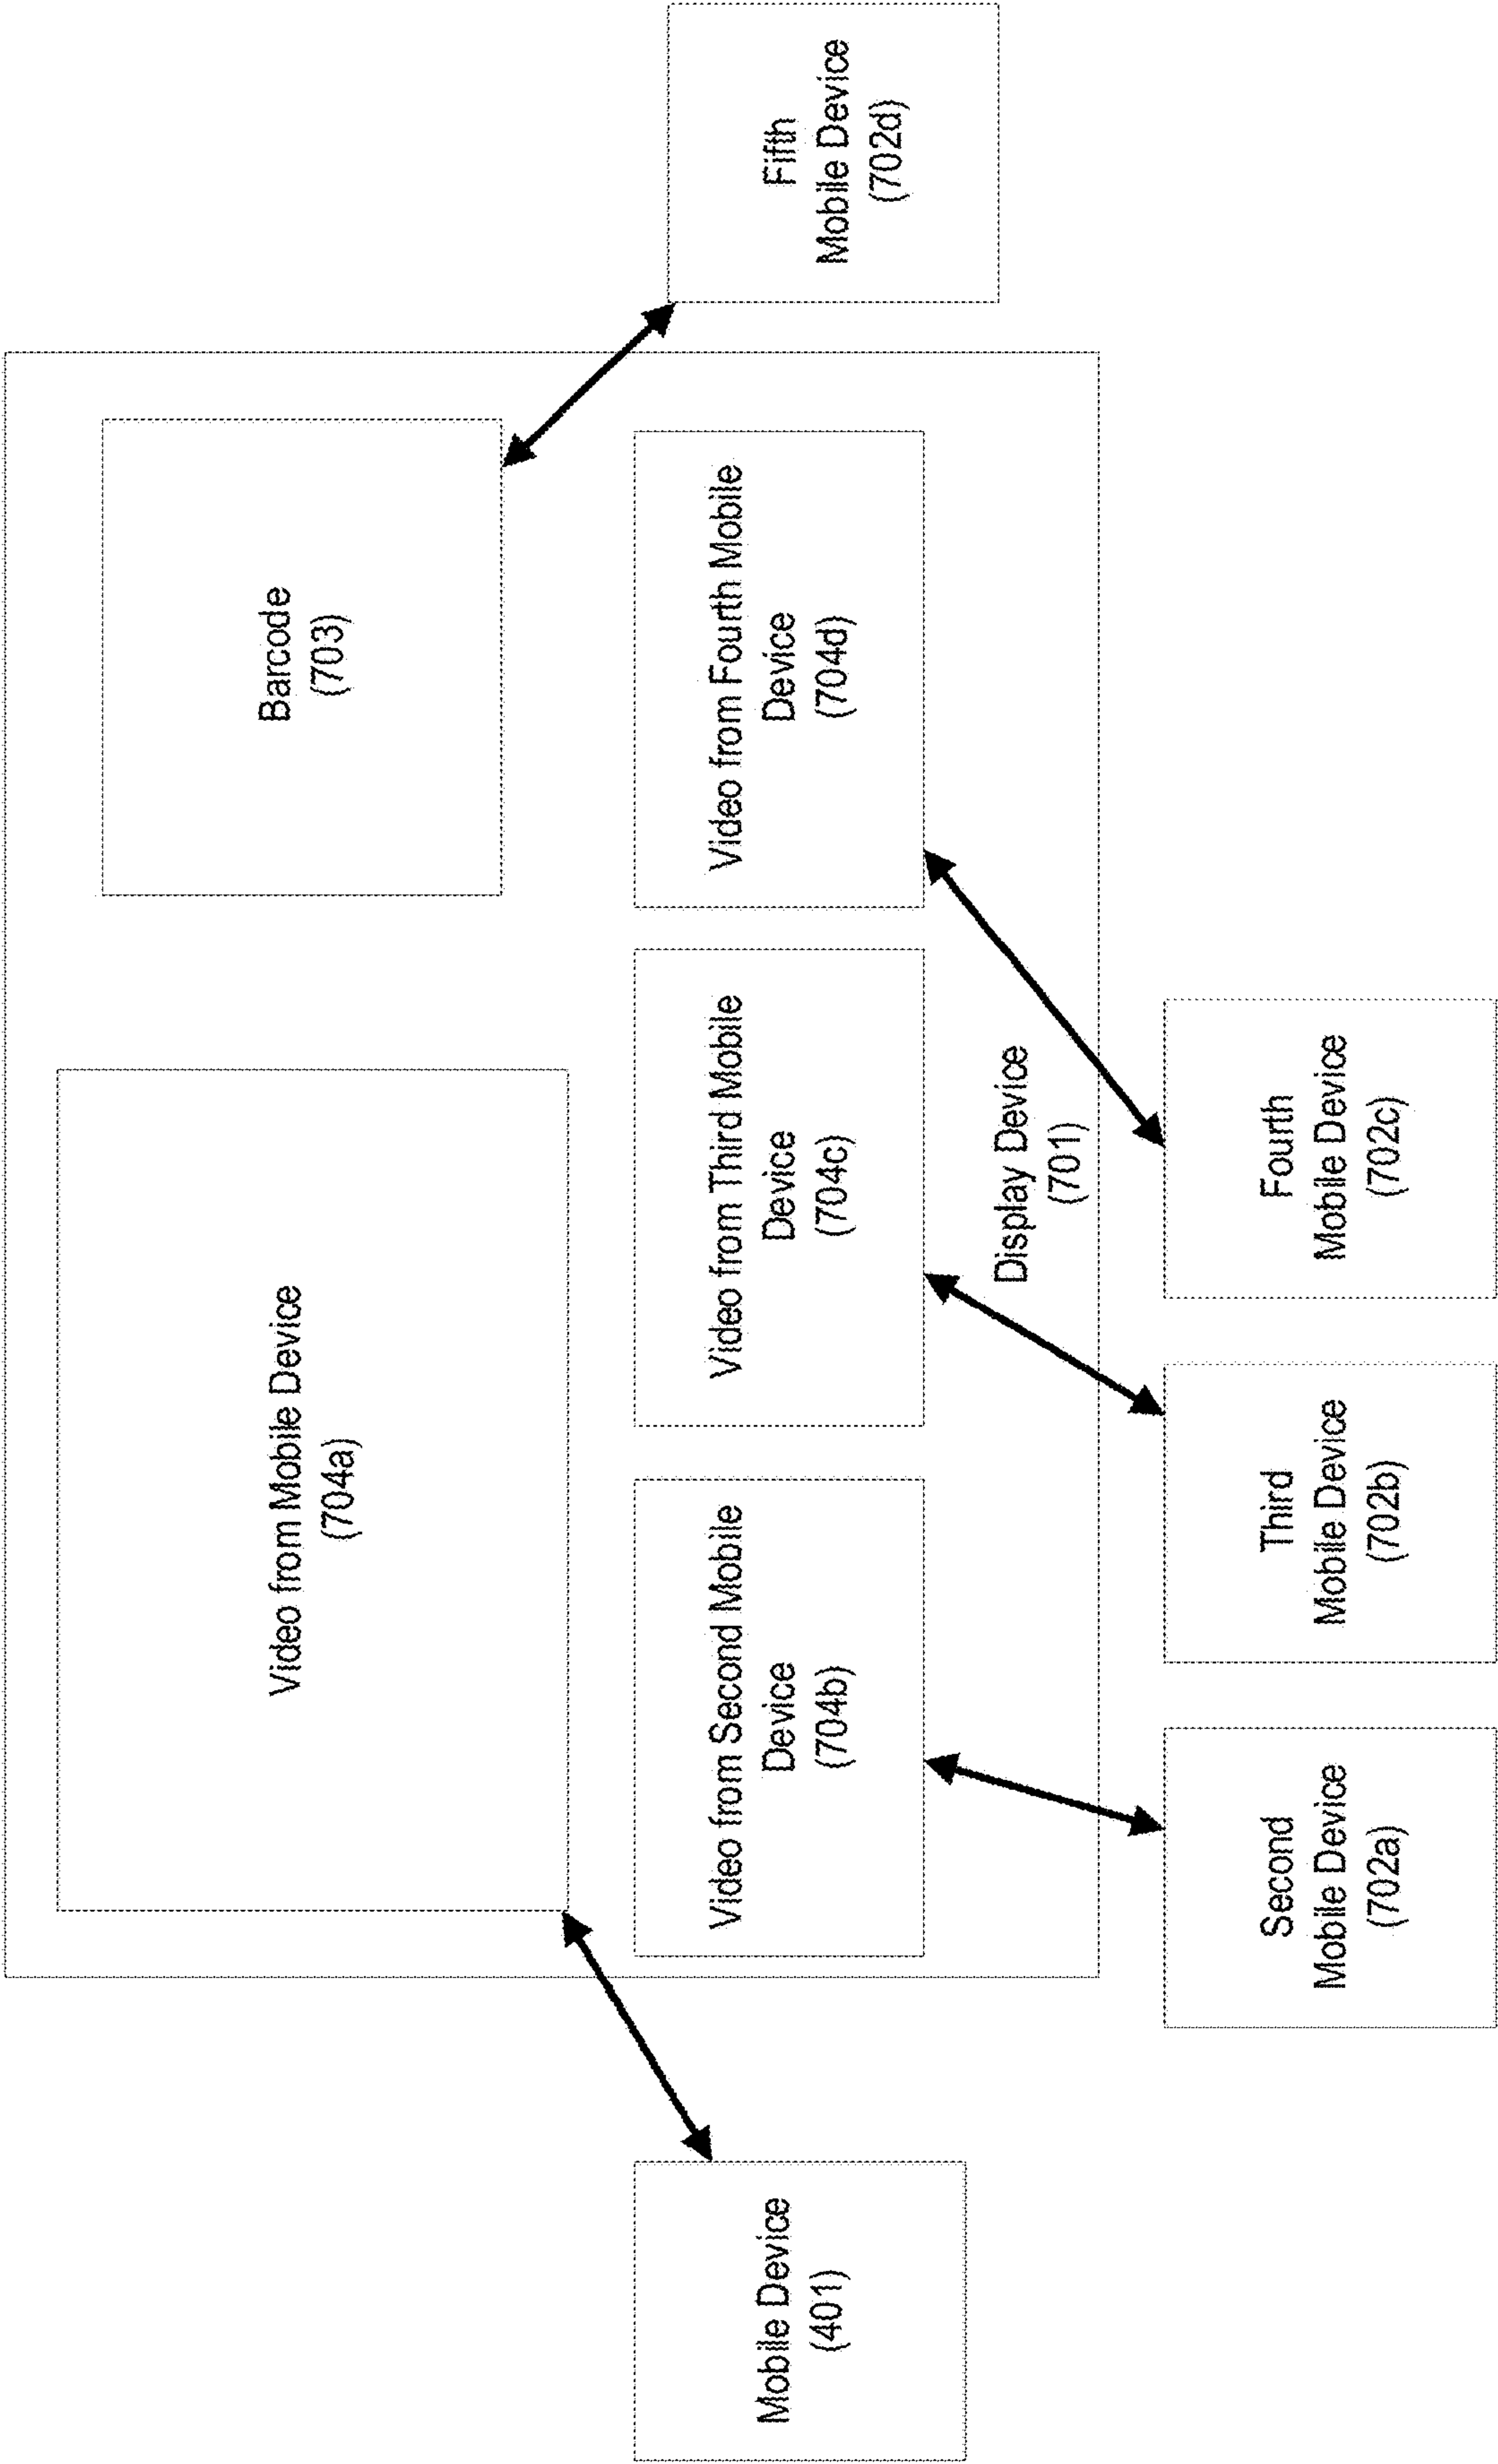 Video from Mobile Device
(704a)
Barcode
(703)
Video from Second Mobile
Device
(704b)
Video from Third Mobile
Device
(704c)
Video from Fourth Mobile
Device
(704d)
Display Device
(701)
Mobile Device
(401)
Second
Mobile Device
(702a)
Third
Mobile Device
(702b)
Fourth
Mobile Device
(702c)
Fifth
Mobile Device
(702d)